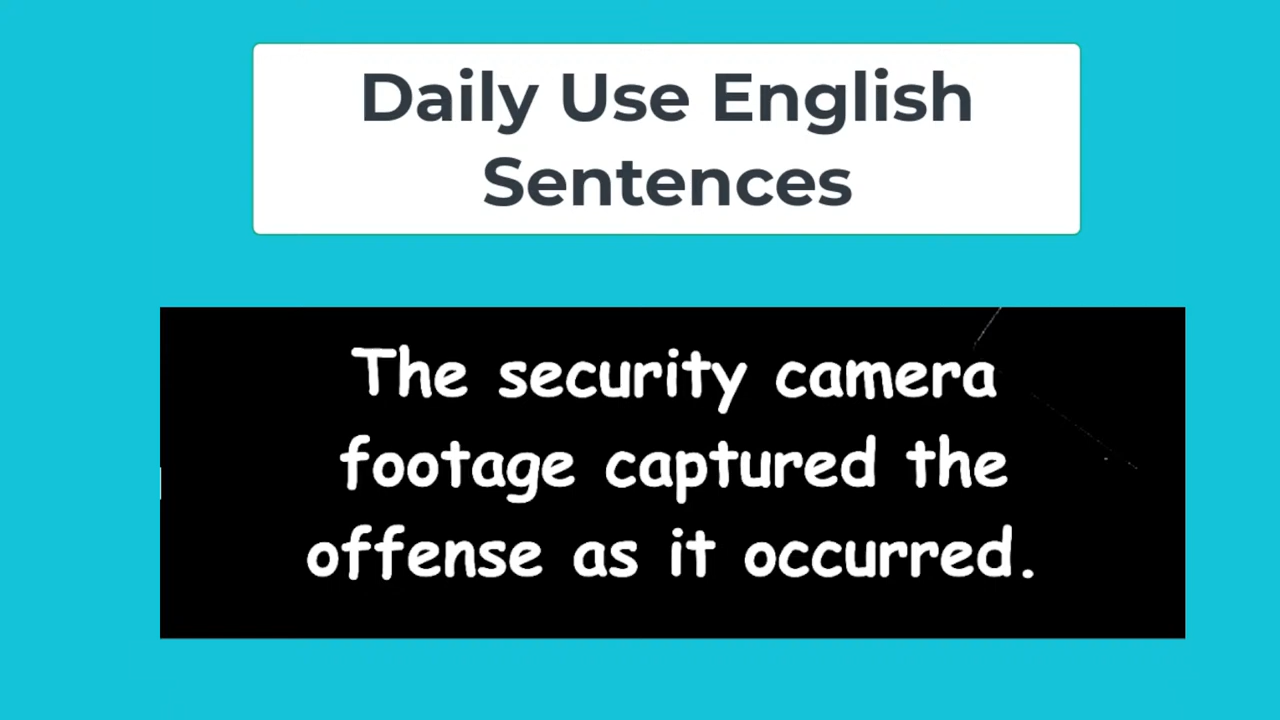 Daily Use English
Sentences
The security camera
footage captured the
offense as it occurred.